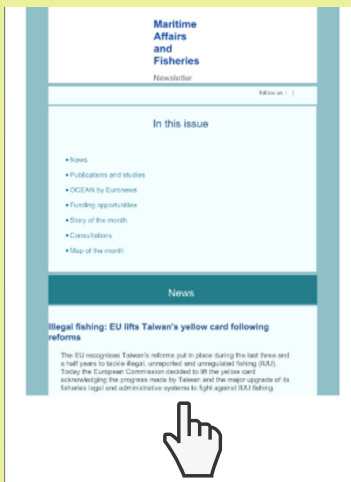 Maritime
Affairs
and
Fisheries
Newsletter
follow us : |
In this issue
• News
• Publications and studies
• OCEAN by Euronews
• Funding opportunities
• Story of the month
• Consultations
• Map of the month
News
Illegal fishing: EU lifts Taiwan's yellow card following
reforms
The EU recognises Taiwan's reforms put in place during the last three and
a half years to tackle illegal, unreported and unregulated fishing (IUU).
Today the European Commission decided to lift the yellow card
acknowledging the progress made by Taiwan and the major upgrade of its
fisheries legal and administrative systems to fight against IUU fishing.